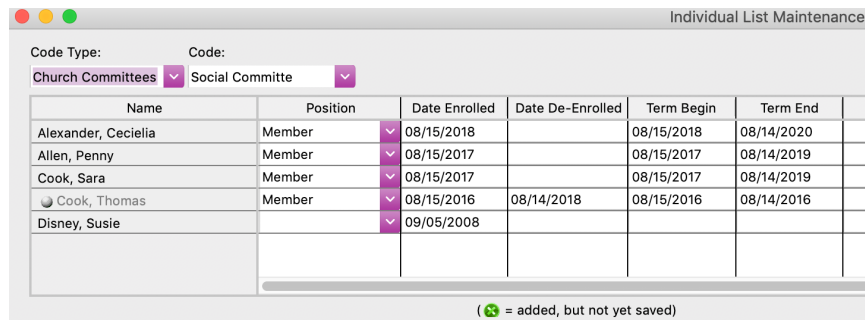 Individual List Maintenance
Code Type: Code:
Church Committees Social Committe
Name Position Date Enrolled Date De-Enrolled Term Begin Term End
Alexander, Cecielia Member 08/15/2018 08/15/2018 08/14/2020
Allen, Penny Member 08/15/2017 08/15/2017 08/14/2019
Cook, Sara Member 08/15/2017 08/15/2017 08/14/2019
Cook, Thomas Member 08/15/2016 08/14/2018 08/15/2016 08/14/2016
Disney, Susie 09/05/2008
( = added, but not yet saved)